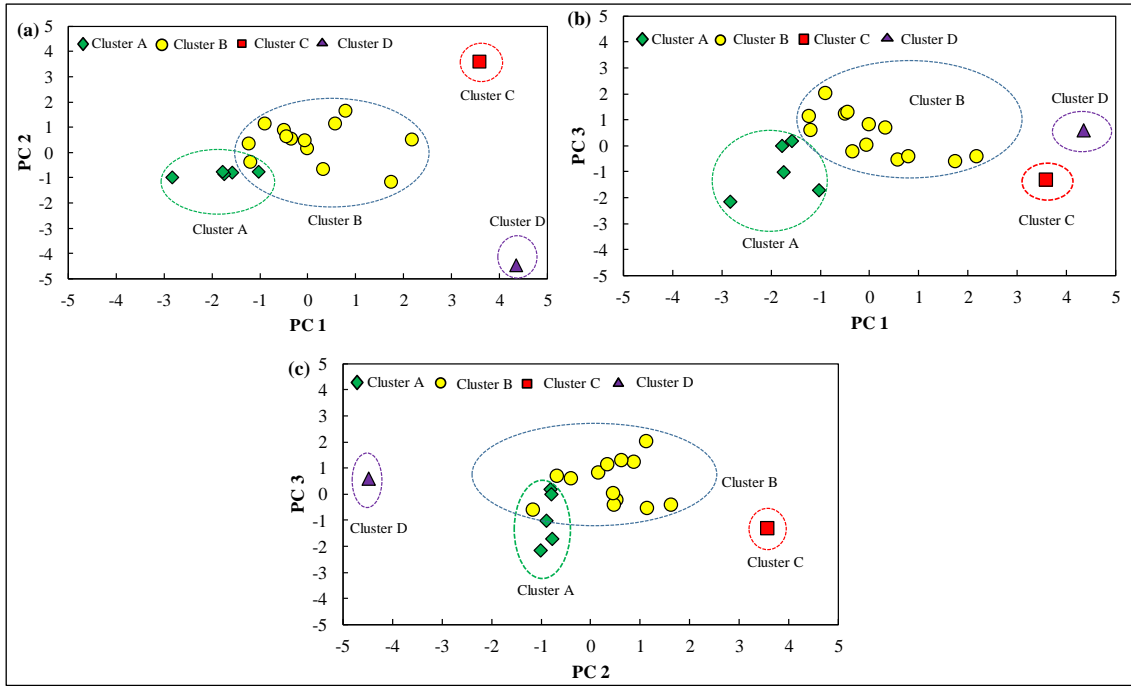 (a)
5
4
3
2
1
0
-1
-2
-3
-4
-5
PC 2
Cluster A Cluster B Cluster C Cluster D
Cluster C
Cluster B
Cluster A
Cluster D
-5 -4 -3 -2 -1 0 1 2 3 4 5
PC 1
(b)
5
4
3
2
1
0
-1
-2
-3
-4
-5
PC 3
Cluster A Cluster B Cluster C Cluster D
Cluster B
Cluster D
Cluster C
Cluster A
-5 -4 -3 -2 -1 0 1 2 3 4 5
PC 1
(c)
5
4
3
2
1
0
-1
-2
-3
-4
-5
PC 3
Cluster A Cluster B Cluster C Cluster D
Cluster B
Cluster D
Cluster C
Cluster A
-5 -4 -3 -2 -1 0 1 2 3 4 5
PC 2